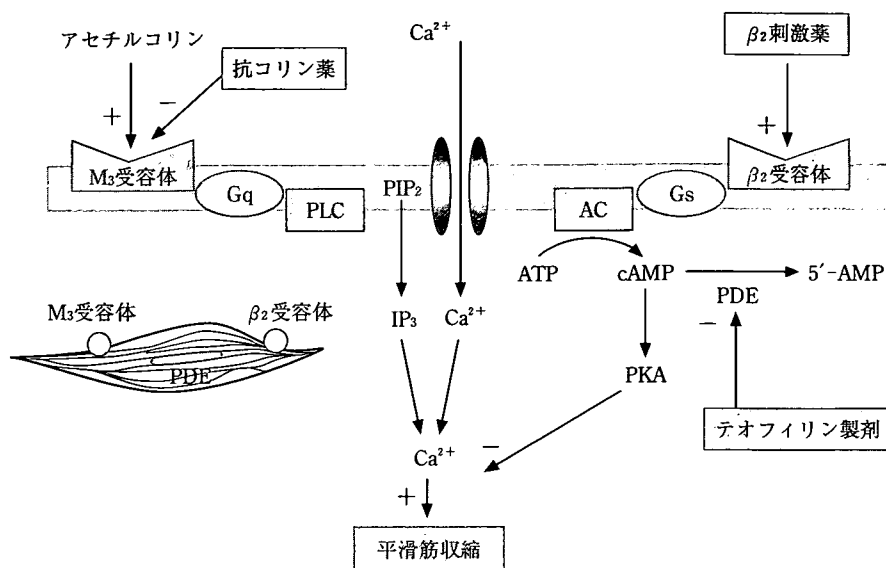 アセチルコリン
Ca²⁺
β₂刺激薬
抗コリン薬
+
−
+
M₃受容体
Gq
PLC
PIP₂
AC
Gs
β₂受容体
ATP
cAMP
5′-AMP
PDE
−
M₃受容体
β₂受容体
PDE
IP₃
Ca²⁺
PKA
テオフィリン製剤
Ca²⁺
−
+
平滑筋収縮